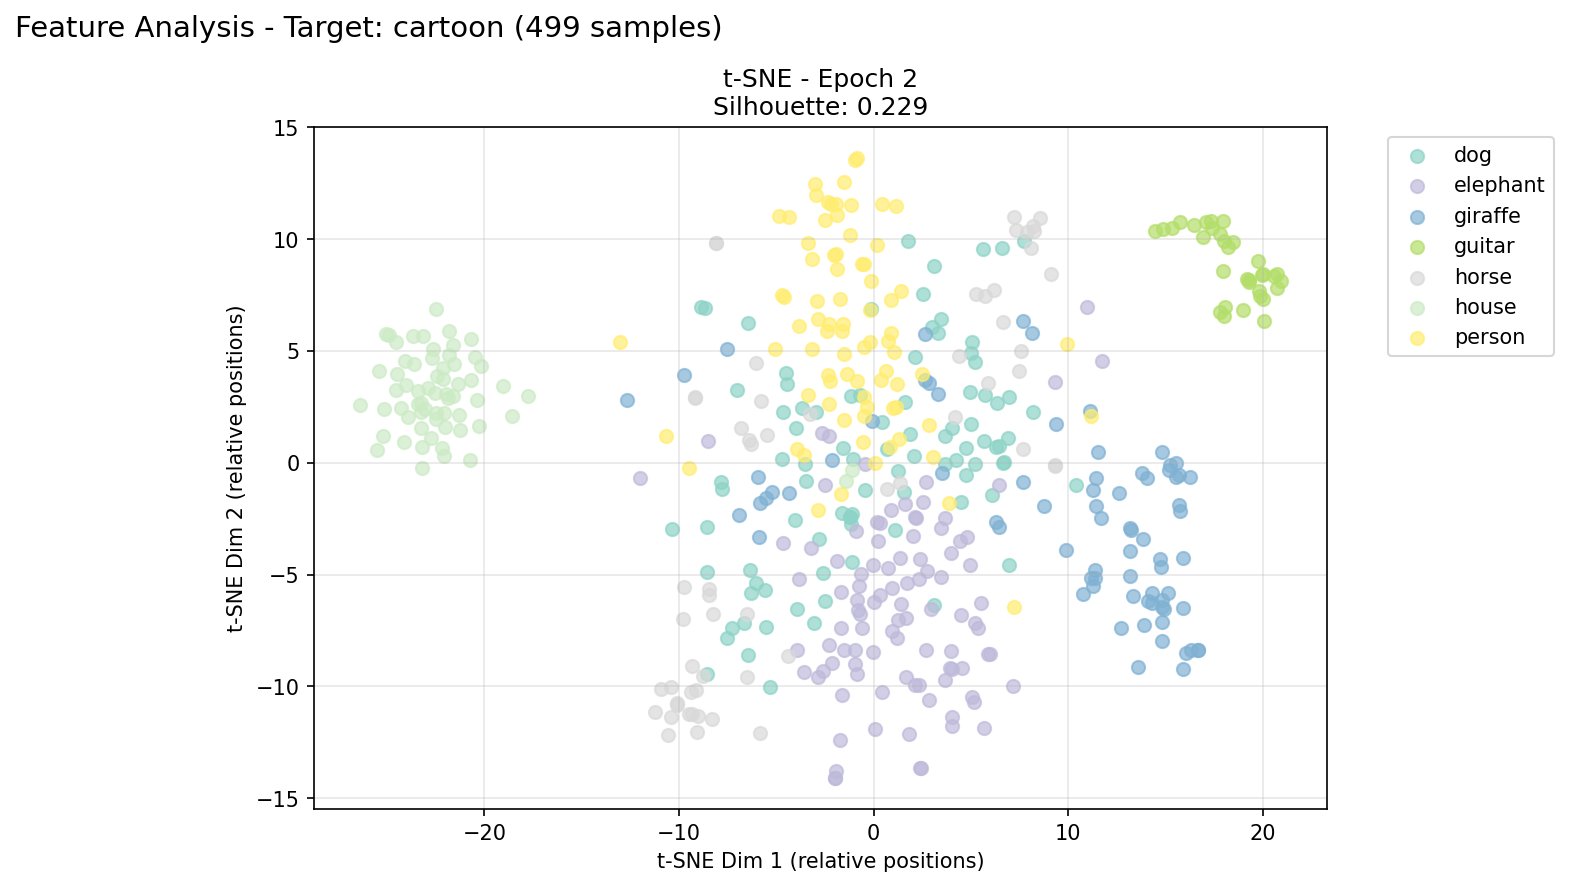 Feature Analysis - Target: cartoon (499 samples)
t-SNE - Epoch 2
Silhouette: 0.229
15
10
5
0
−5
−10
−15
t-SNE Dim 2 (relative positions)
−20
−10
0
10
20
t-SNE Dim 1 (relative positions)
dog
elephant
giraffe
guitar
horse
house
person